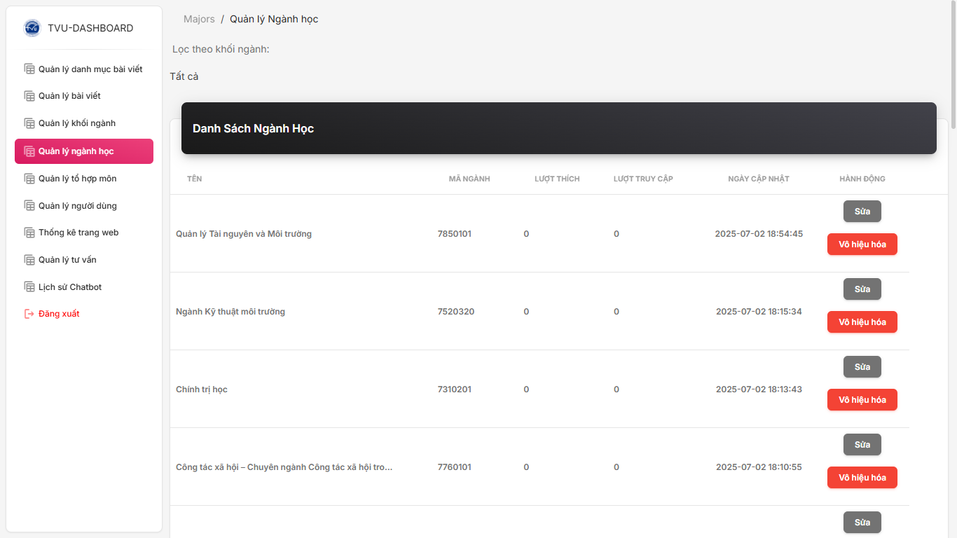 TVU-DASHBOARD
Quản lý danh mục bài viết
Quản lý bài viết
Quản lý khối ngành
Quản lý ngành học
Quản lý tổ hợp môn
Quản lý người dùng
Thống kê trang web
Quản lý tư vấn
Lịch sử Chatbot
Đăng xuất
Majors / Quản lý Ngành học
Lọc theo khối ngành:
Tất cả
Danh Sách Ngành Học
TÊN MÃ NGÀNH LƯỢT THÍCH LƯỢT TRUY CẬP NGÀY CẬP NHẬT HÀNH ĐỘNG
Quản lý Tài nguyên và Môi trường 7850101 0 0 2025-07-02 18:54:45
Sửa
Vô hiệu hóa
Ngành Kỹ thuật môi trường 7520320 0 0 2025-07-02 18:15:34
Sửa
Vô hiệu hóa
Chính trị học 7310201 0 0 2025-07-02 18:13:43
Sửa
Vô hiệu hóa
Công tác xã hội – Chuyên ngành Công tác xã hội tro... 7760101 0 0 2025-07-02 18:10:55
Sửa
Vô hiệu hóa
Sửa